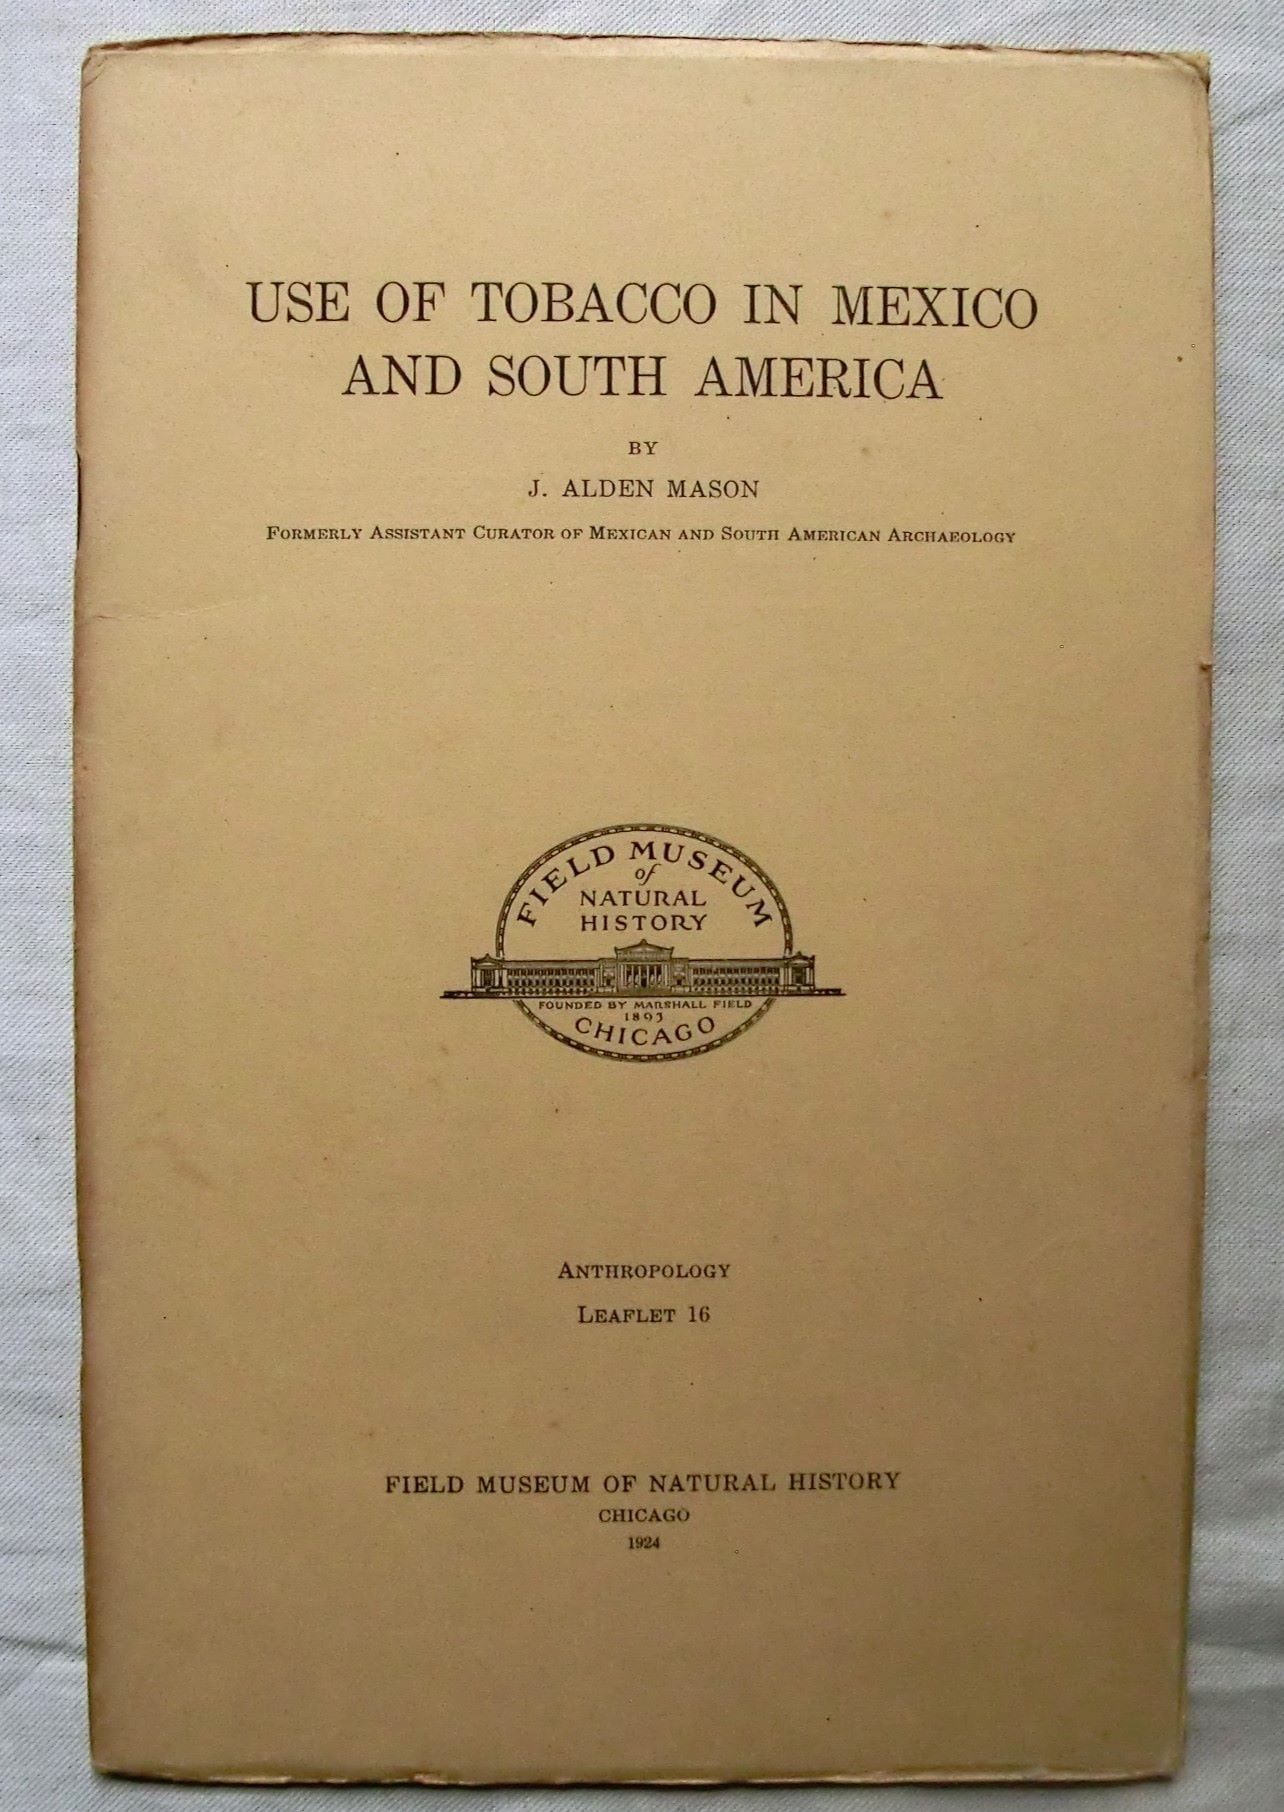 USE OF TOBACCO IN MEXICO
AND SOUTH AMERICA
BY
J. ALDEN MASON
FORMERLY ASSISTANT CURATOR OF MEXICAN AND SOUTH AMERICAN ARCHAEOLOGY
FIELD MUSEUM
of
NATURAL
HISTORY
FOUNDED BY MARSHALL FIELD
1893
CHICAGO
ANTHROPOLOGY
LEAFLET 16
FIELD MUSEUM OF NATURAL HISTORY
CHICAGO
1924